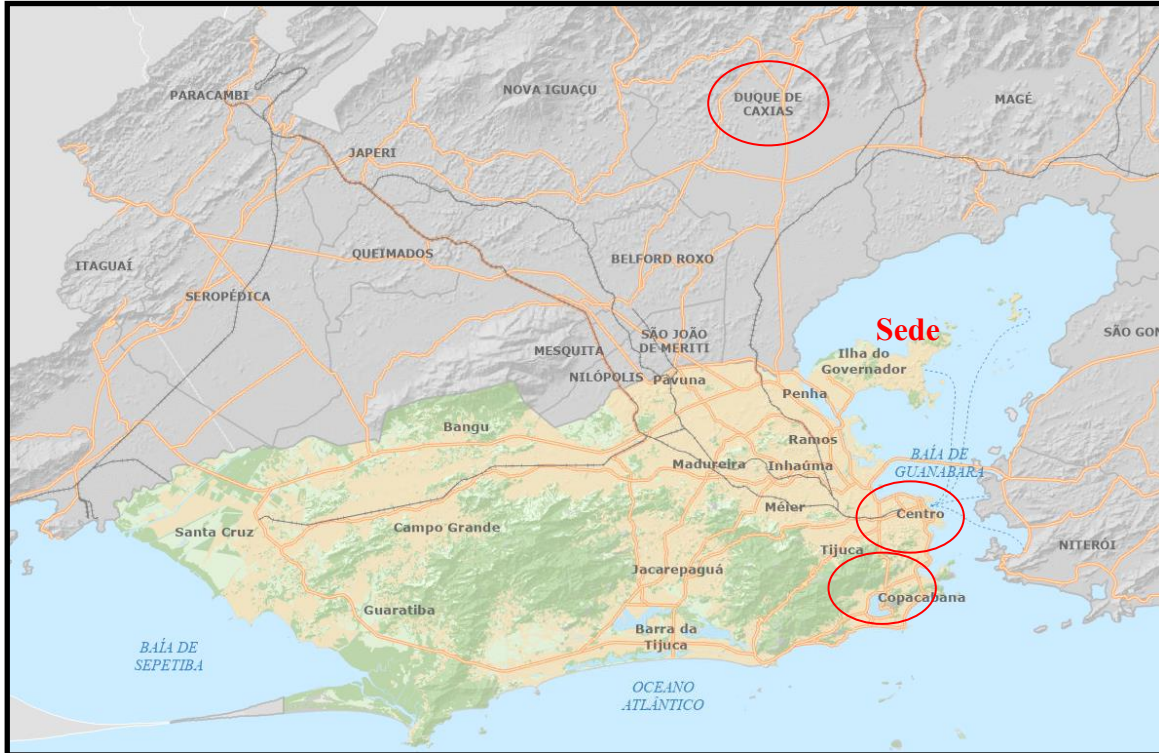 NOVA IGUAÇU
DUQUE DE
CAXIAS
PARACAMBI
MAGÉ
JAPERI
QUEIMADOS
BELFORD ROXO
ITAGUAÍ
SEROPÉDICA
Sede
SÃO JOÃO
DE MERITI
SÃO GON
MESQUITA
Ilha do
Governador
NILÓPOLIS
Pavuna
Penha
Bangu
Ramos
Madureira
Inhaúma
BAÍA DE
GUANABARA
Méier
Centro
Santa Cruz
Campo Grande
Tijuca
NITERÓI
Jacarepaguá
Copacabana
Guaratiba
Barra da
Tijuca
BAÍA DE
SEPETIBA
OCEANO
ATLÂNTICO